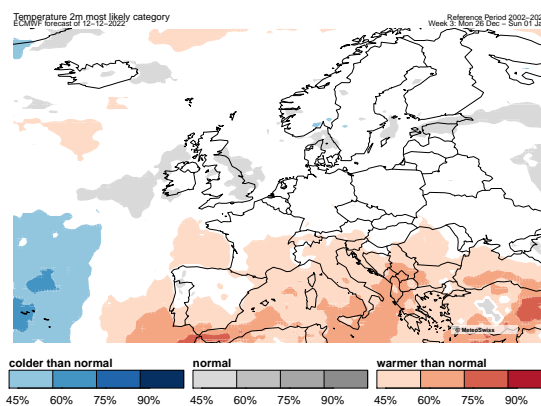 Temperature 2m most likely category
ECMWF forecast of 12−12−2022
Reference Period 2002−202
Week 3: Mon 26 Dec − Sun 01 Ja
© MeteoSwiss
colder than normal
normal
warmer than normal
45% 60% 75% 90%
45% 60% 75% 90%
45% 60% 75% 90%